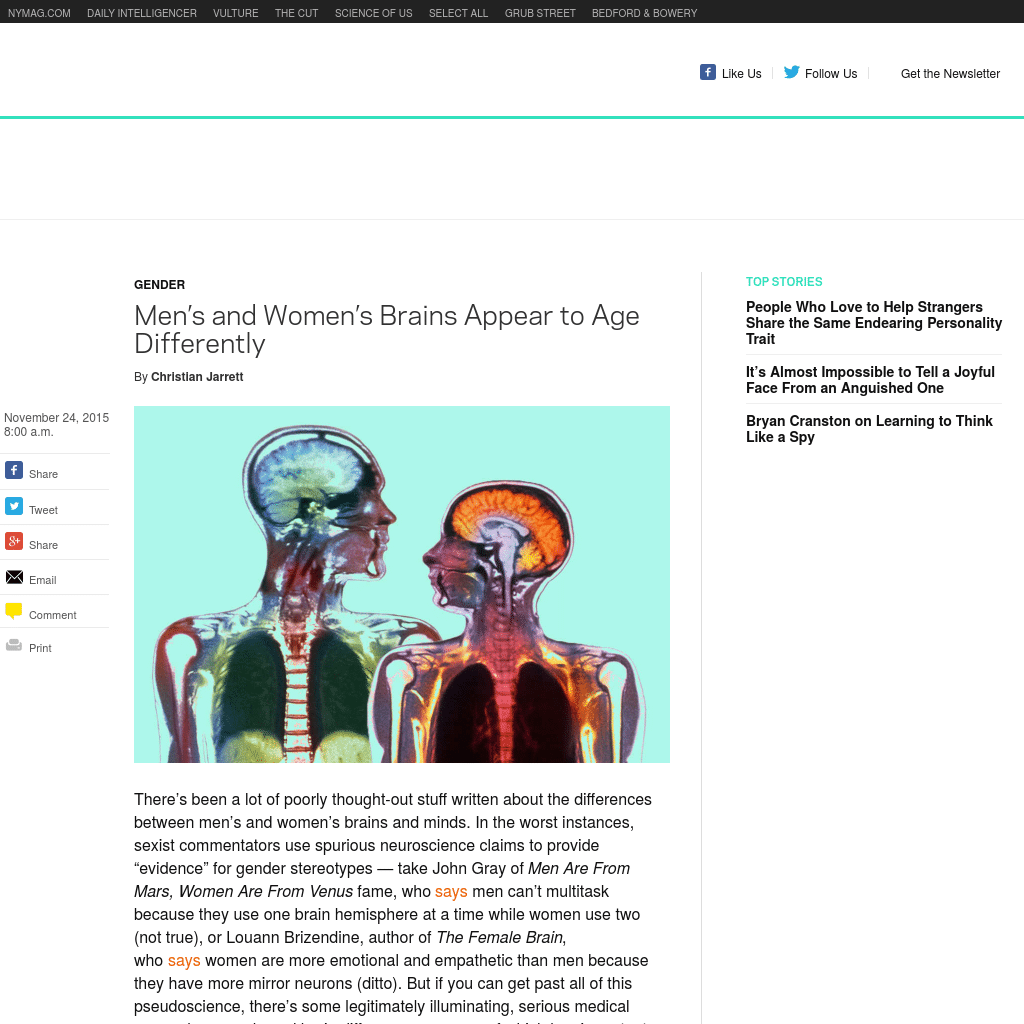 NYMAG.COM DAILY INTELLIGENCER VULTURE THE CUT SCIENCE OF US SELECT ALL GRUB STREET BEDFORD & BOWERY
Like Us Follow Us Get the Newsletter
GENDER
Men’s and Women’s Brains Appear to Age
Differently
By Christian Jarrett
November 24, 2015
8:00 a.m.
Share
Tweet
Share
Email
Comment
Print
There’s been a lot of poorly thought-out stuff written about the differences
between men’s and women’s brains and minds. In the worst instances,
sexist commentators use spurious neuroscience claims to provide
“evidence” for gender stereotypes — take John Gray of Men Are From
Mars, Women Are From Venus fame, who says men can’t multitask
because they use one brain hemisphere at a time while women use two
(not true), or Louann Brizendine, author of The Female Brain,
who says women are more emotional and empathetic than men because
they have more mirror neurons (ditto). But if you can get past all of this
pseudoscience, there’s some legitimately illuminating, serious medical
TOP STORIES
People Who Love to Help Strangers
Share the Same Endearing Personality
Trait
It’s Almost Impossible to Tell a Joyful
Face From an Anguished One
Bryan Cranston on Learning to Think
Like a Spy